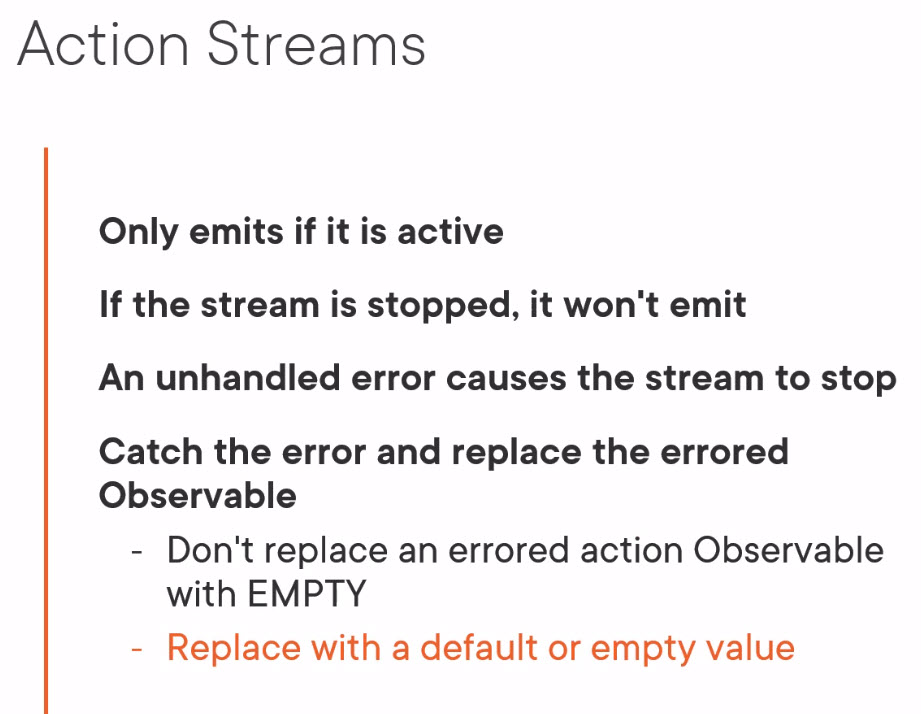 Action Streams
Only emits if it is active
If the stream is stopped, it won't emit
An unhandled error causes the stream to stop
Catch the error and replace the errored
Observable
- Don't replace an errored action Observable
with EMPTY
- Replace with a default or empty value